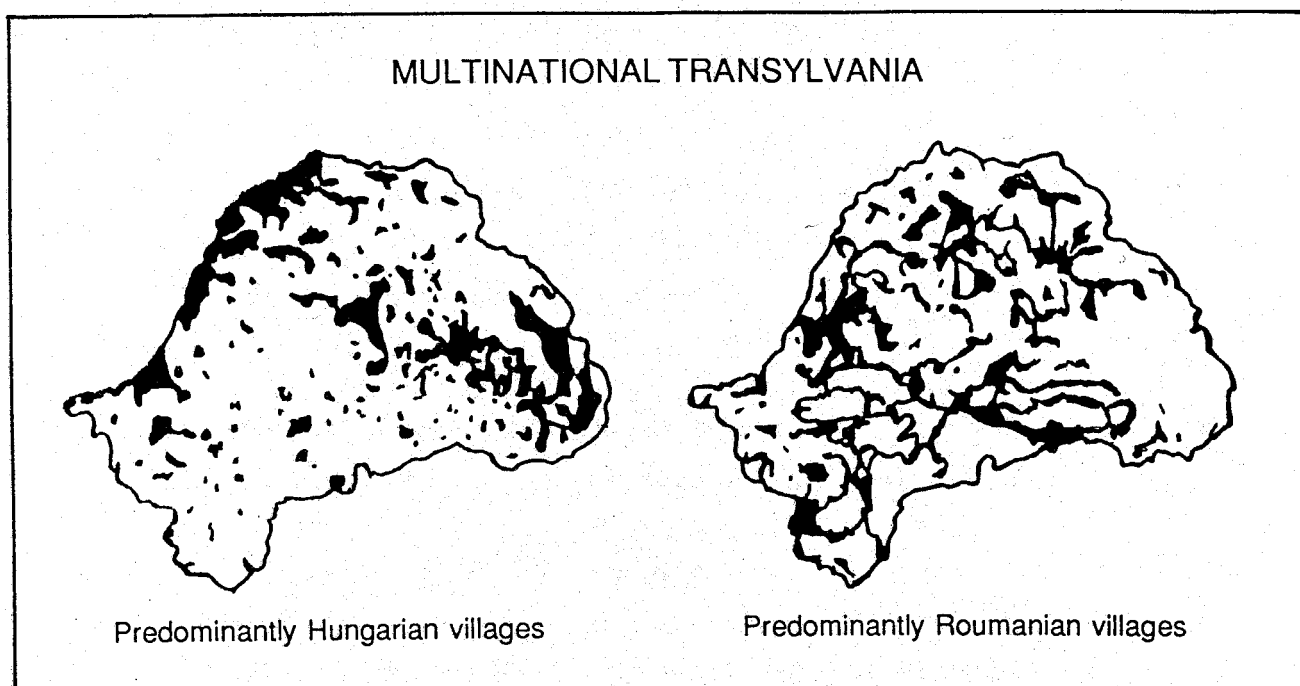 MULTINATIONAL TRANSYLVANIA
Predominantly Hungarian villages
Predominantly Roumanian villages